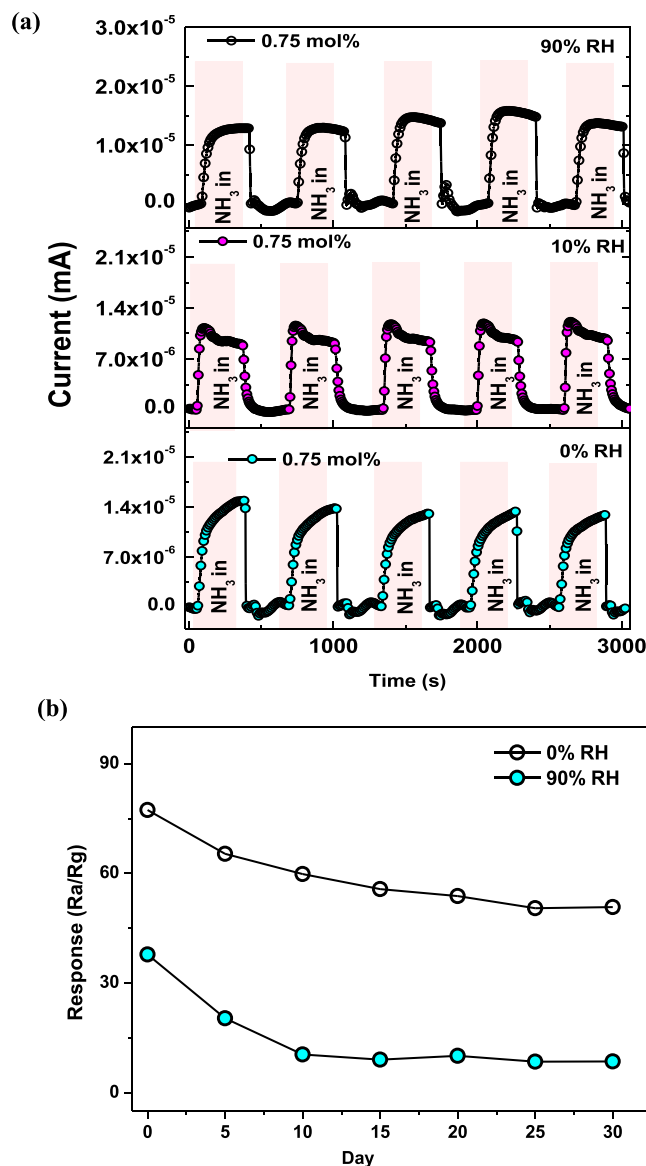 (a)
3.0x10⁻⁵
0.75 mol%
90% RH
2.0x10⁻⁵
1.0x10⁻⁵
0.0
NH₃ in
NH₃ in
NH₃ in
NH₃ in
NH₃ in
Current (mA)
0.75 mol%
10% RH
2.1x10⁻⁵
1.4x10⁻⁵
7.0x10⁻⁶
0.0
NH₃ in
NH₃ in
NH₃ in
NH₃ in
NH₃ in
0.75 mol%
0% RH
2.1x10⁻⁵
1.4x10⁻⁵
7.0x10⁻⁶
0.0
NH₃ in
NH₃ in
NH₃ in
NH₃ in
NH₃ in
0 1000 2000 3000
Time (s)
(b)
90
0% RH
90% RH
60
30
0
Response (Ra/Rg)
0 5 10 15 20 25 30
Day